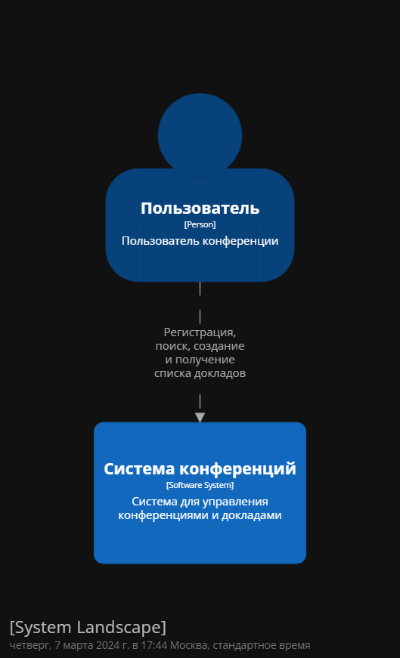 Пользователь
[Person]
Пользователь конференции
Регистрация,
поиск, создание
и получение
списка докладов
Система конференций
[Software System]
Система для управления
конференциями и докладами
[System Landscape]
четверг, 7 марта 2024 г. в 17:44 Москва, стандартное время